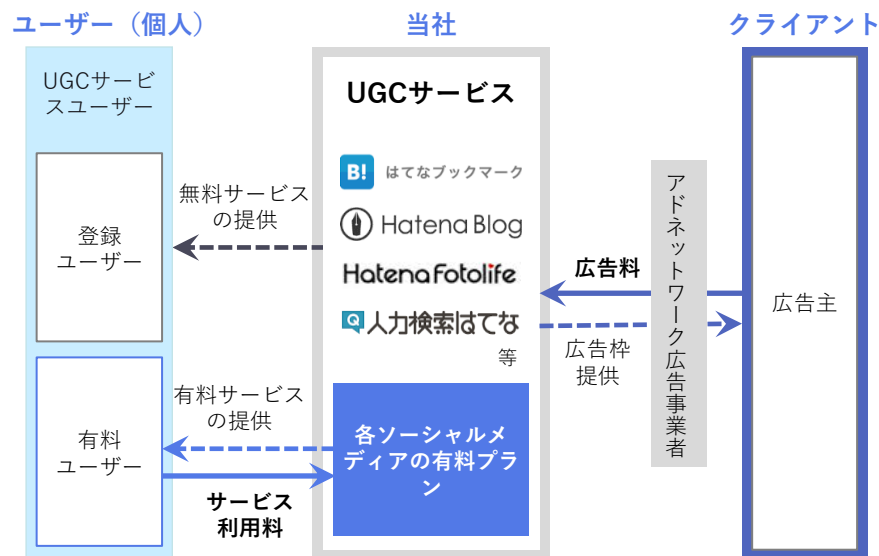 ユーザー（個人）
当社
クライアント
UGCサービ
スユーザー
登録
ユーザー
有料
ユーザー
無料サービス
の提供
有料サービス
の提供
サービス
利用料
UGCサービス
B! はてなブックマーク
Hatena Blog
Hatena Fotolife
Q 人力検索はてな
等
各ソーシャルメ
ディアの有料プラ
ン
広告料
広告枠
提供
アドネットワーク広告事業者
広告主